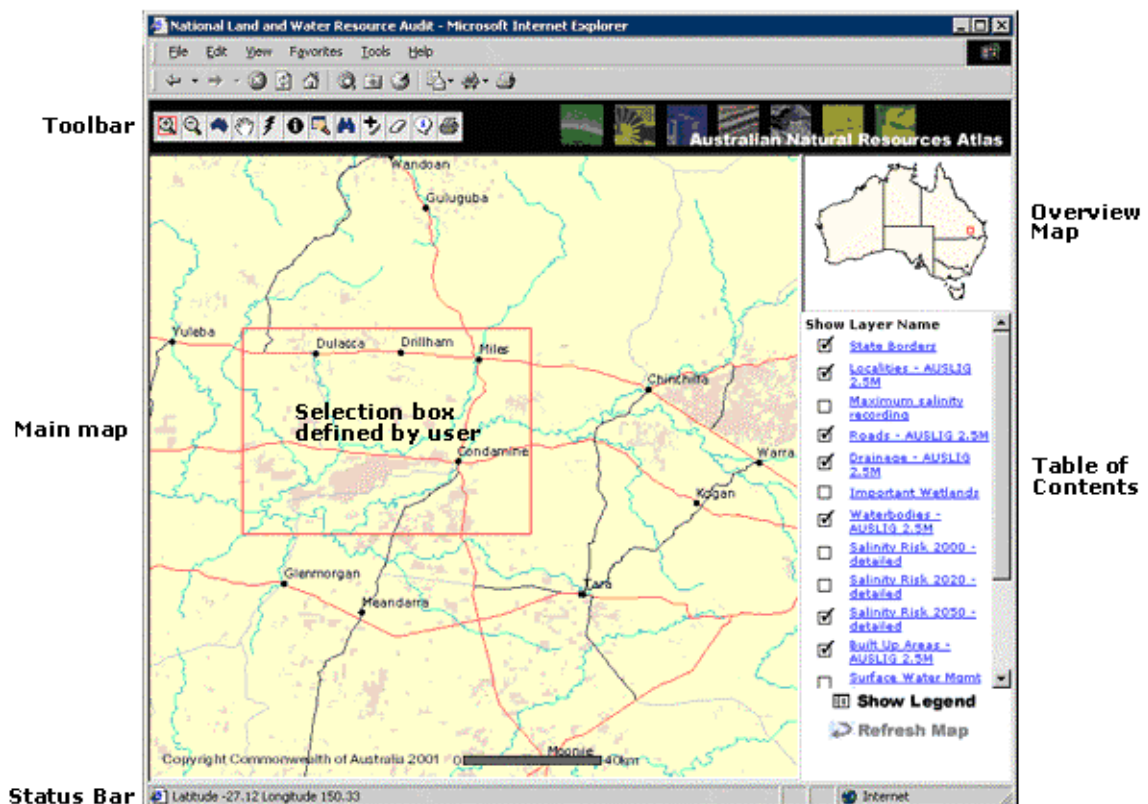 National Land and Water Resource Audit - Microsoft Internet Explorer
File Edit View Favorites Tools Help
Toolbar
Australian Natural Resources Atlas
Wandoan
Guluguba
Yuleba
Dulacca
Drillham
Miles
Chinchilla
Selection box
defined by user
Condamine
Warra
Kogan
Glenmorgan
Meandarra
Tara
Moonie
Copyright Commonwealth of Australia 2001 0 40km
Main map
Overview
Map
Show Layer Name
State Borders
Localities - AUSLIG
2.5M
Maximum salinity
recording
Roads - AUSLIG 2.5M
Drainage - AUSLIG
2.5M
Important Wetlands
Waterbodies -
AUSLIG 2.5M
Salinity Risk 2000 -
detailed
Salinity Risk 2020 -
detailed
Salinity Risk 2050 -
detailed
Built Up Areas -
AUSLIG 2.5M
Surface Water Mgmt
Table of
Contents
Show Legend
Refresh Map
Status Bar
Latitude -27.12 Longitude 150.33
Internet